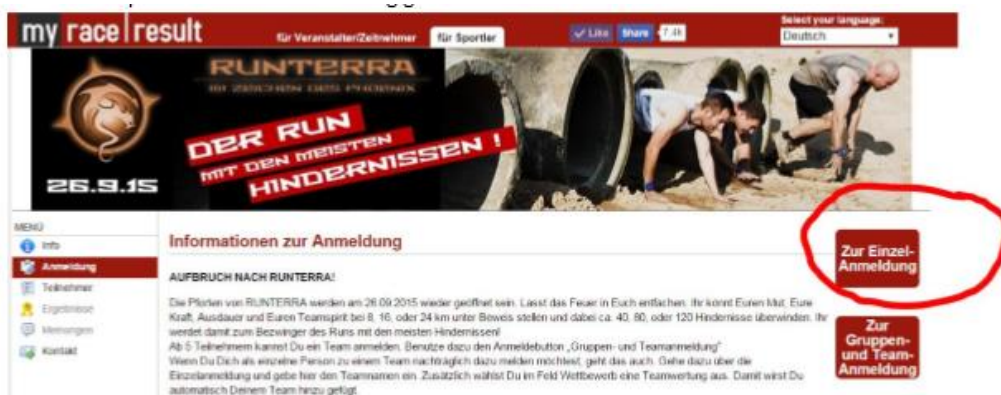 my race result
für Veranstalter/Zeitnehmer
für Sportler
Like
Share
7.4k
Select your language:
Deutsch
RUNTERRA
IM ZEICHEN DES PHOENIX
DER RUN
MIT DEN MEISTEN
HINDERNISSEN !
26.9.15
MENÜ
Info
Anmeldung
Teilnehmer
Ergebnisse
Meinungen
Kontakt
Informationen zur Anmeldung
AUFBRUCH NACH RUNTERRA!
Die Pforten von RUNTERRA werden am 26.09.2015 wieder geöffnet sein. Lasst das Feuer in Euch entfachen. Ihr könnt Euren Mut, Eure
Kraft, Ausdauer und Euren Teamspirit bei 8, 16, oder 24 km unter Beweis stellen und dabei ca. 40, 80, oder 120 Hindernisse überwinden. Ihr
werdet damit zum Bezwinger des Runs mit den meisten Hindernissen!
Ab 5 Teilnehmern kannst Du ein Team anmelden. Benutze dazu den Anmeldebutton „Gruppen- und Teamanmeldung"
Wenn Du Dich als einzelne Person zu einem Team nachträglich dazu melden möchtest, geht das auch. Gehe dazu über die
Einzelanmeldung und gebe hier den Teamnamen ein. Zusätzlich wählst Du im Feld Wettbewerb eine Teamwertung aus. Damit wirst Du
automatisch Deinem Team hinzu gefügt
Zur Einzel-
Anmeldung
Zur
Gruppen-
und Team-
Anmeldung